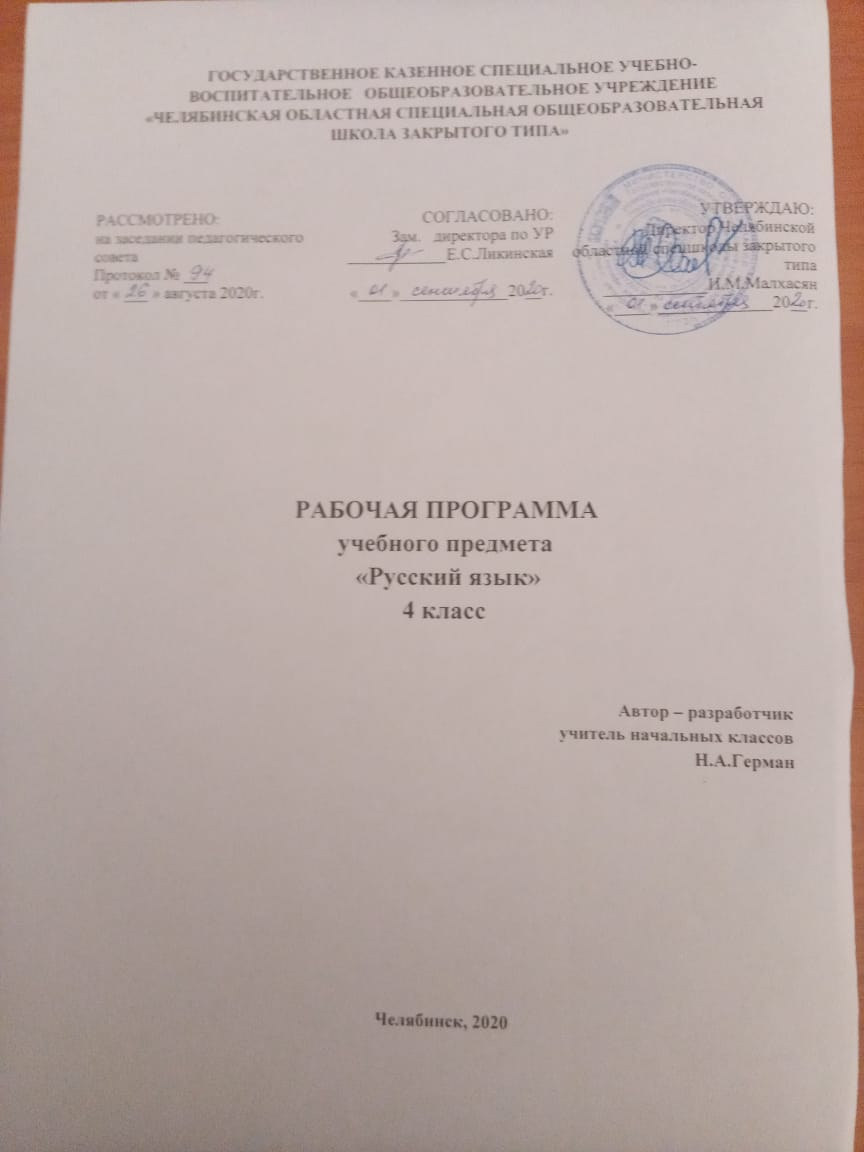 ГОСУДАРСТВЕННОЕ КАЗЕННОЕ СПЕЦИАЛЬНОЕ УЧЕБНО-
ВОСПИТАТЕЛЬНОЕ ОБЩЕОБРАЗОВАТЕЛЬНОЕ УЧРЕЖДЕНИЕ
«ЧЕЛЯБИНСКАЯ ОБЛАСТНАЯ СПЕЦИАЛЬНАЯ ОБЩЕОБРАЗОВАТЕЛЬНАЯ
ШКОЛА ЗАКРЫТОГО ТИПА»
РАССМОТРЕНО:
на заседании педагогического
совета
Протокол № 94
от « 26 » августа 2020г.
СОГЛАСОВАНО:
Зам. директора по УР
Е.С.Ликинская
« 01 » сентября 2020г.
УТВЕРЖДАЮ:
Директор Челябинской
областной спецшколы закрытого
типа
И.М.Малхасян
« 01 » сентября 2020г.
РАБОЧАЯ ПРОГРАММА
учебного предмета
«Русский язык»
4 класс
Автор – разработчик
учитель начальных классов
Н.А.Герман
Челябинск, 2020